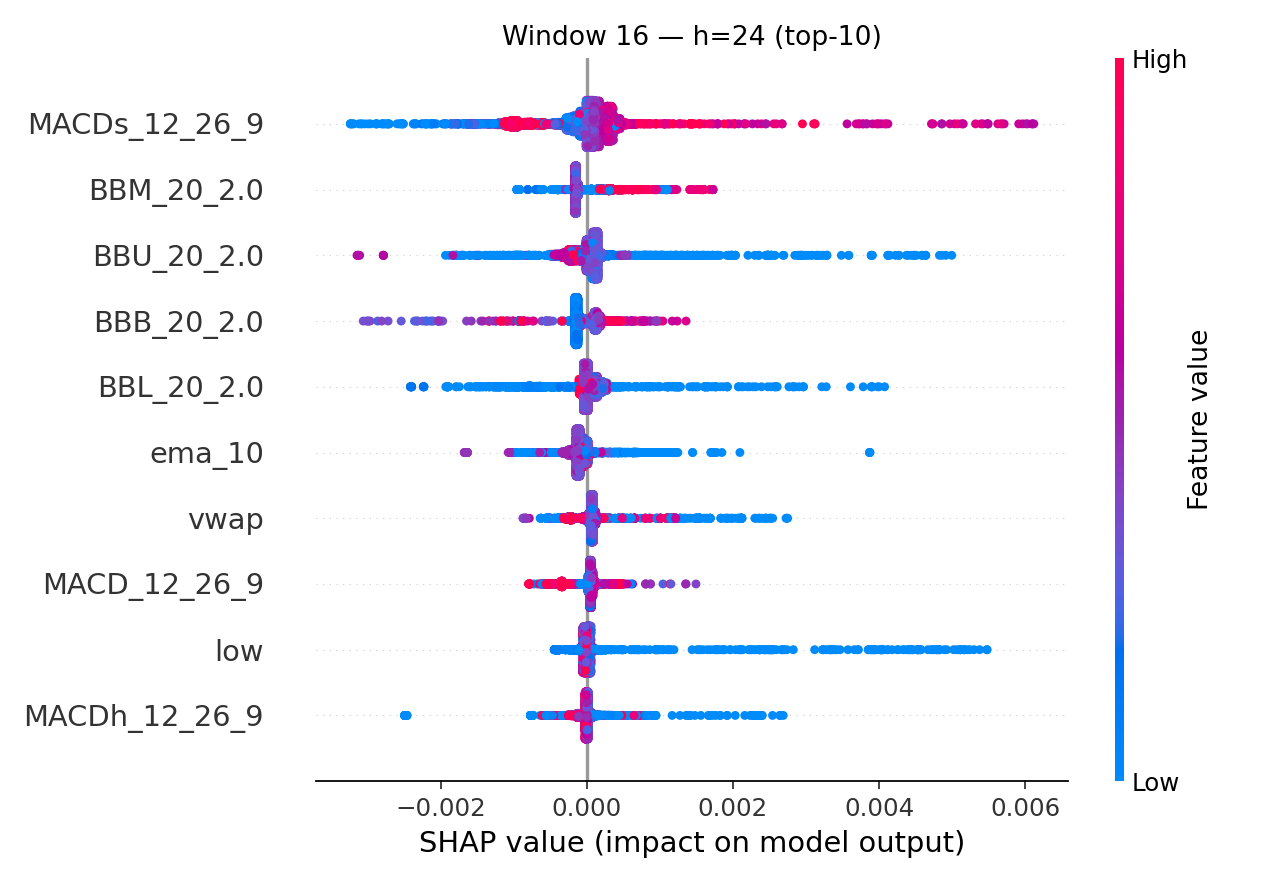 Window 16 — h=24 (top-10)
High
MACDs_12_26_9
BBM_20_2.0
BBU_20_2.0
BBB_20_2.0
BBL_20_2.0
ema_10
vwap
MACD_12_26_9
low
MACDh_12_26_9
Feature value
Low
−0.002 0.000 0.002 0.004 0.006
SHAP value (impact on model output)